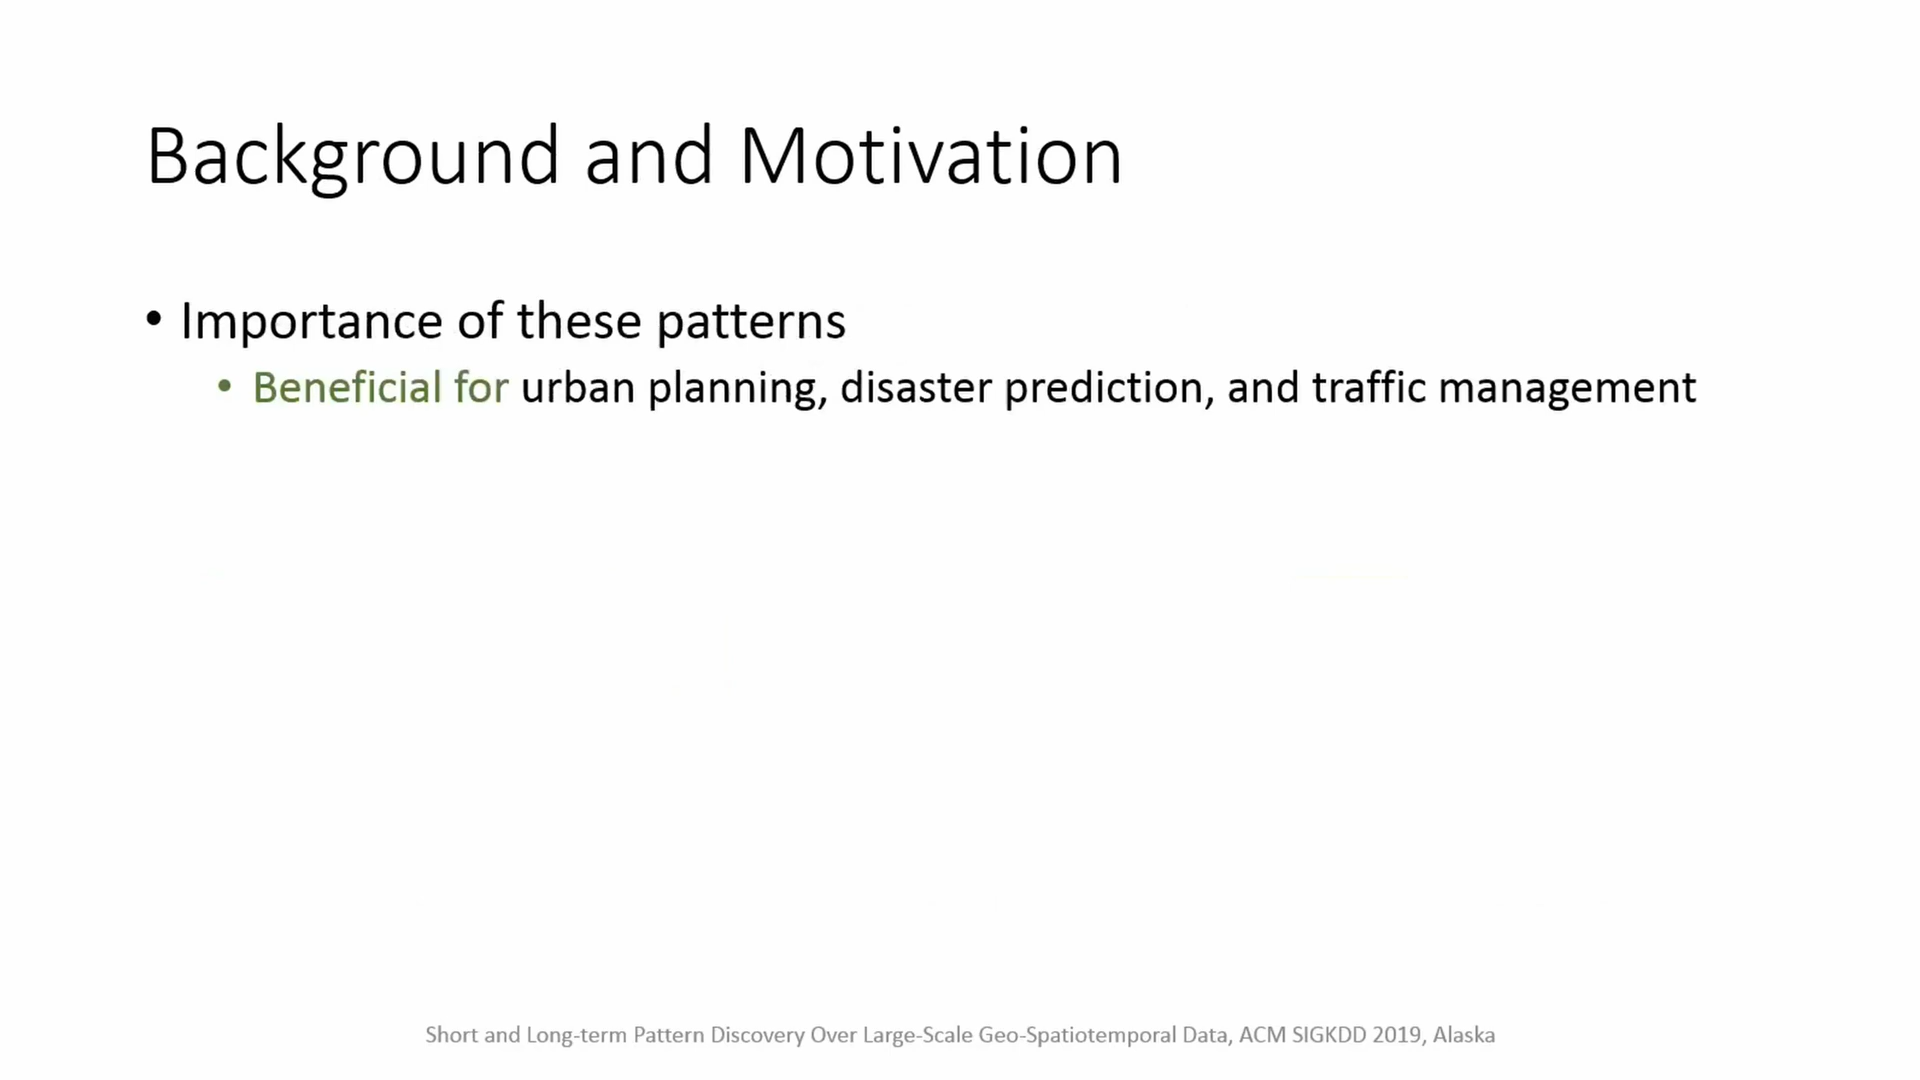 Background and Motivation
• Importance of these patterns
• Beneficial for urban planning, disaster prediction, and traffic management
Short and Long-term Pattern Discovery Over Large-Scale Geo-Spatiotemporal Data, ACM SIGKDD 2019, Alaska